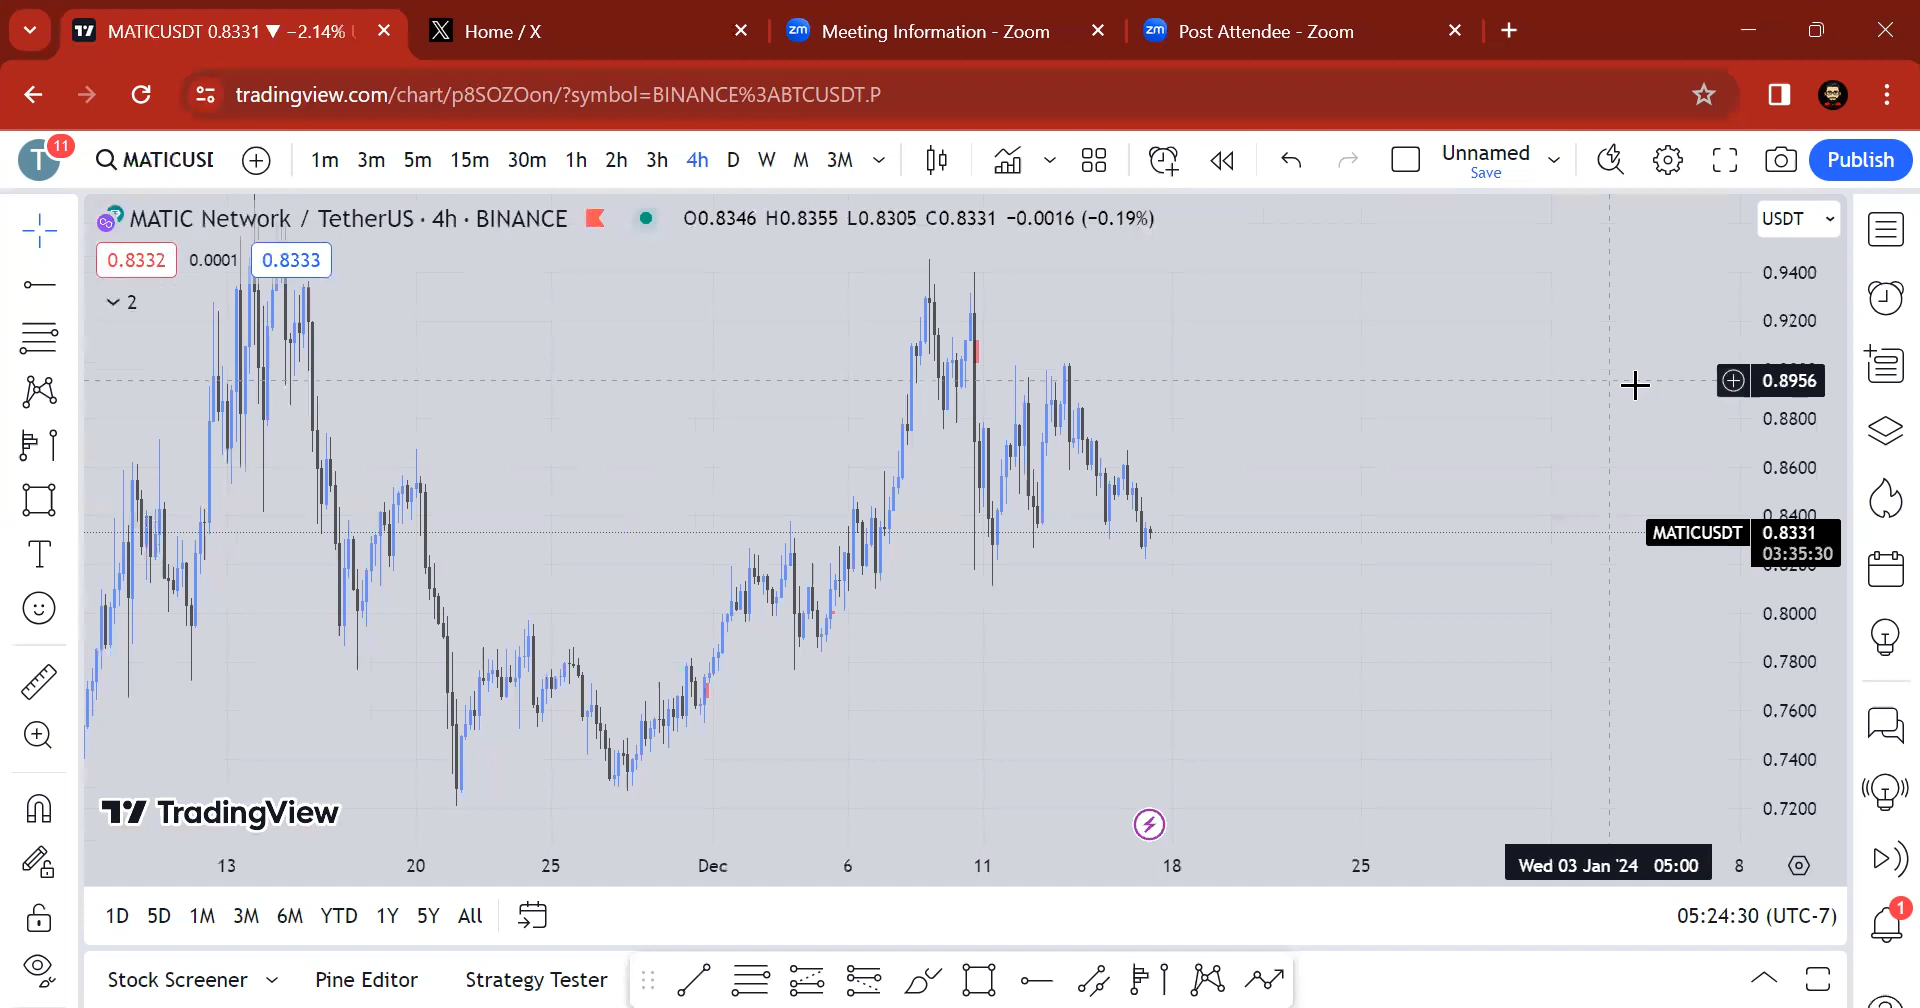 MATICUSDT 0.8331 ▼ −2.14%
Home / X
Meeting Information - Zoom
Post Attendee - Zoom
tradingview.com/chart/p8SOZOon/?symbol=BINANCE%3ABTCUSDT.P
T 11
MATICUSD 1m 3m 5m 15m 30m 1h 2h 3h 4h D W M 3M
Unnamed
Save
Publish
MATIC Network / TetherUS · 4h · BINANCE O0.8346 H0.8355 L0.8305 C0.8331 −0.0016 (−0.19%)
USDT
0.8332 0.0001 0.8333
2
0.9400
0.9200
0.8956
0.8800
0.8600
0.8400
MATICUSDT 0.8331
03:35:30
0.8000
0.7800
0.7600
0.7400
0.7200
TradingView
13 20 25 Dec 6 11 18 25 Wed 03 Jan '24 05:00 8
1D 5D 1M 3M 6M YTD 1Y 5Y All
05:24:30 (UTC-7)
1
Stock Screener Pine Editor Strategy Tester